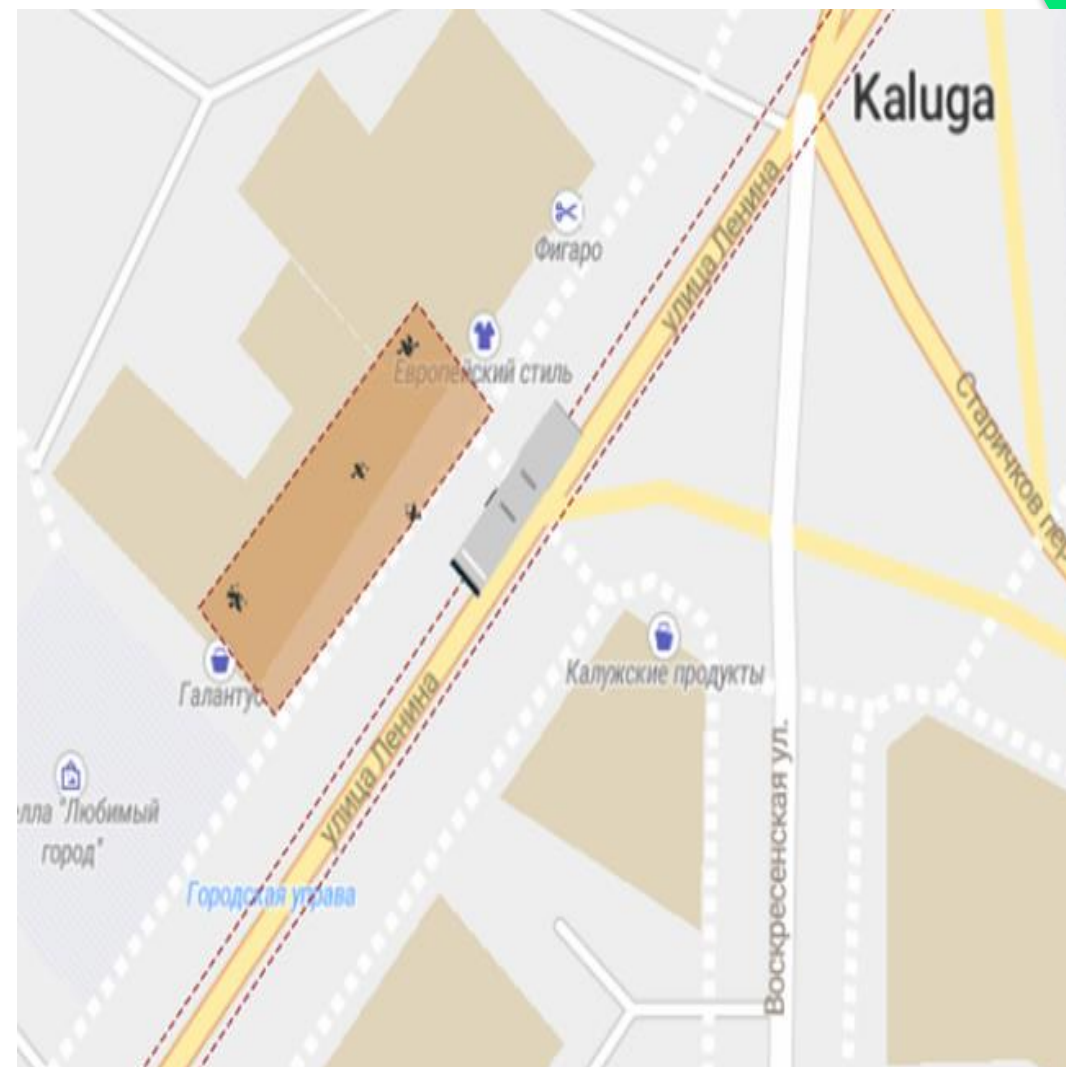 Kaluga
улица Ленина
Фигаро
Европейский стиль
Старичков пер
Калужские продукты
Галантус
улица Ленина
Воскресенская ул.
лла "Любимый
город"
Городская управа